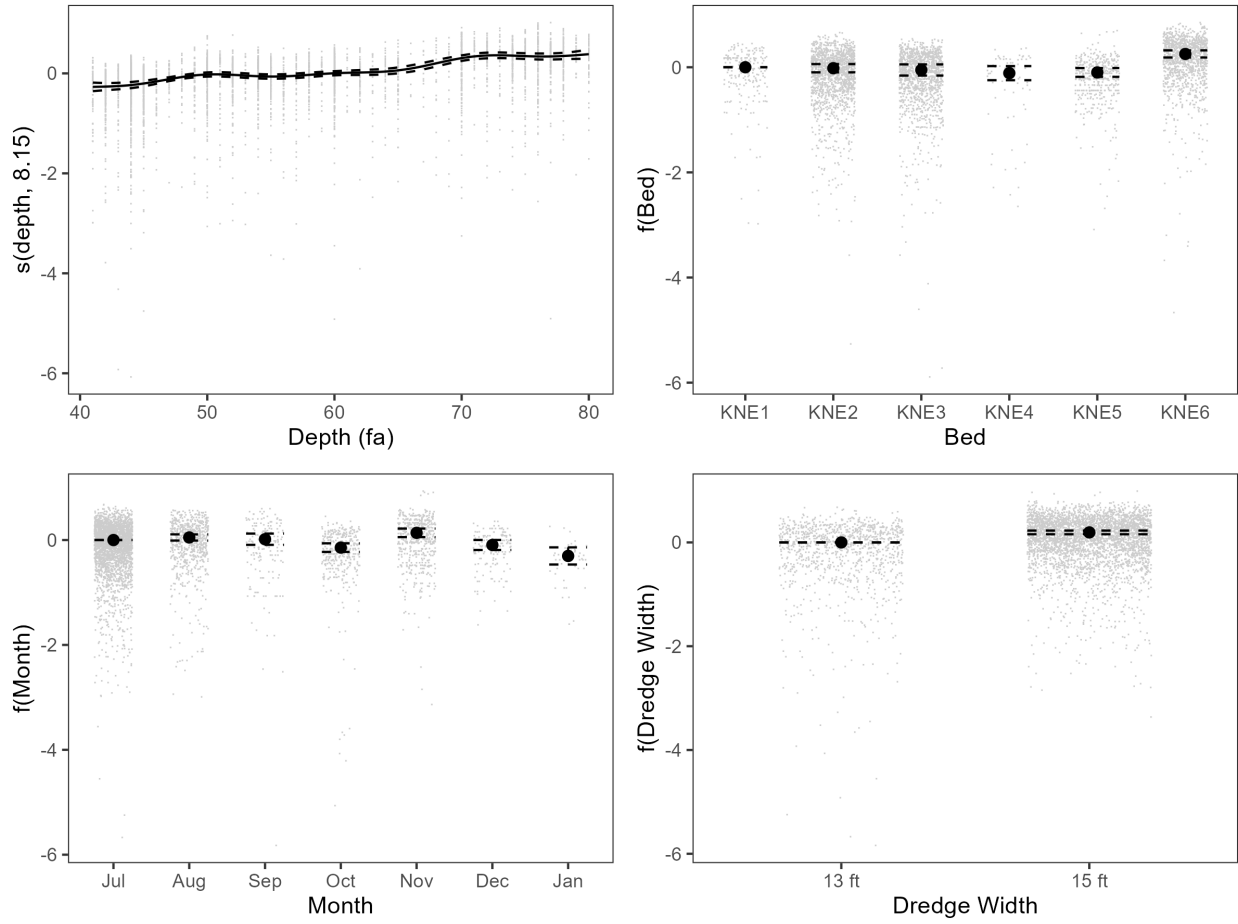 s(depth, 8.15)
0
-2
-4
-6
40 50 60 70 80
Depth (fa)
f(Bed)
0
-2
-4
-6
KNE1 KNE2 KNE3 KNE4 KNE5 KNE6
Bed
f(Month)
0
-2
-4
-6
Jul Aug Sep Oct Nov Dec Jan
Month
f(Dredge Width)
0
-2
-4
-6
13 ft 15 ft
Dredge Width